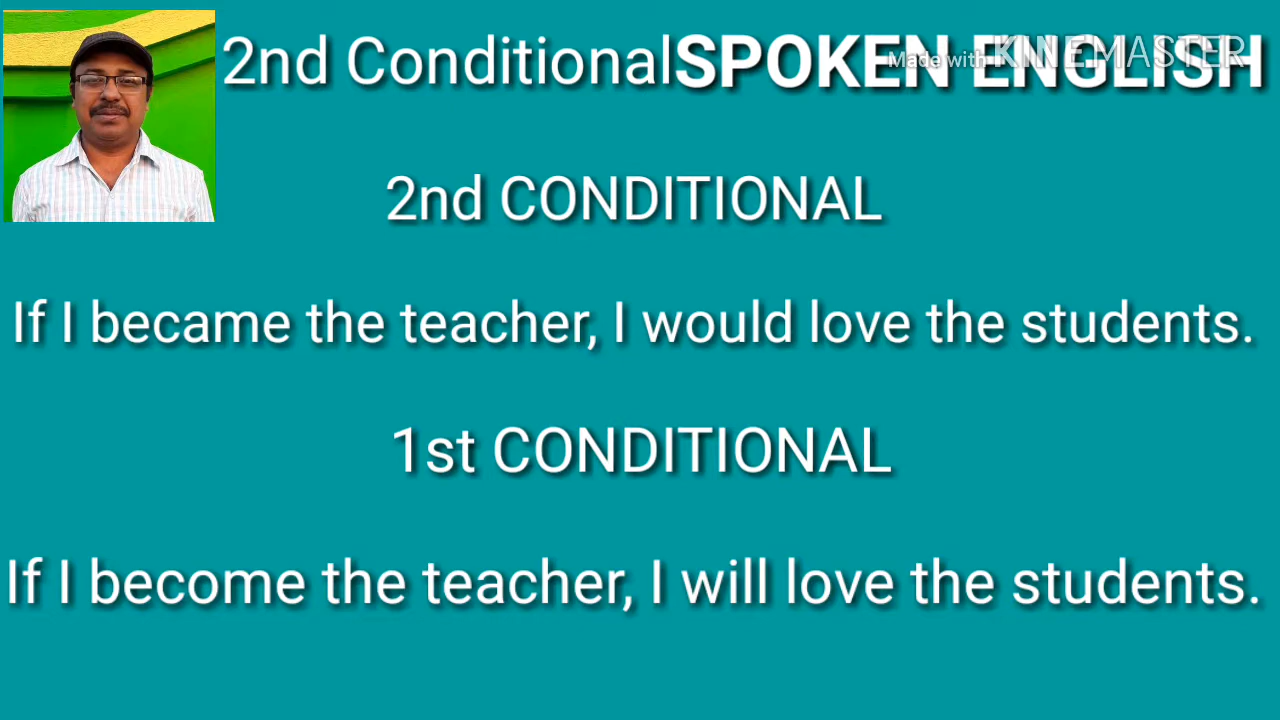 2nd Conditional SPOKEN ENGLISH
Made with KINEMASTER
2nd CONDITIONAL
If I became the teacher, I would love the students.
1st CONDITIONAL
If I become the teacher, I will love the students.